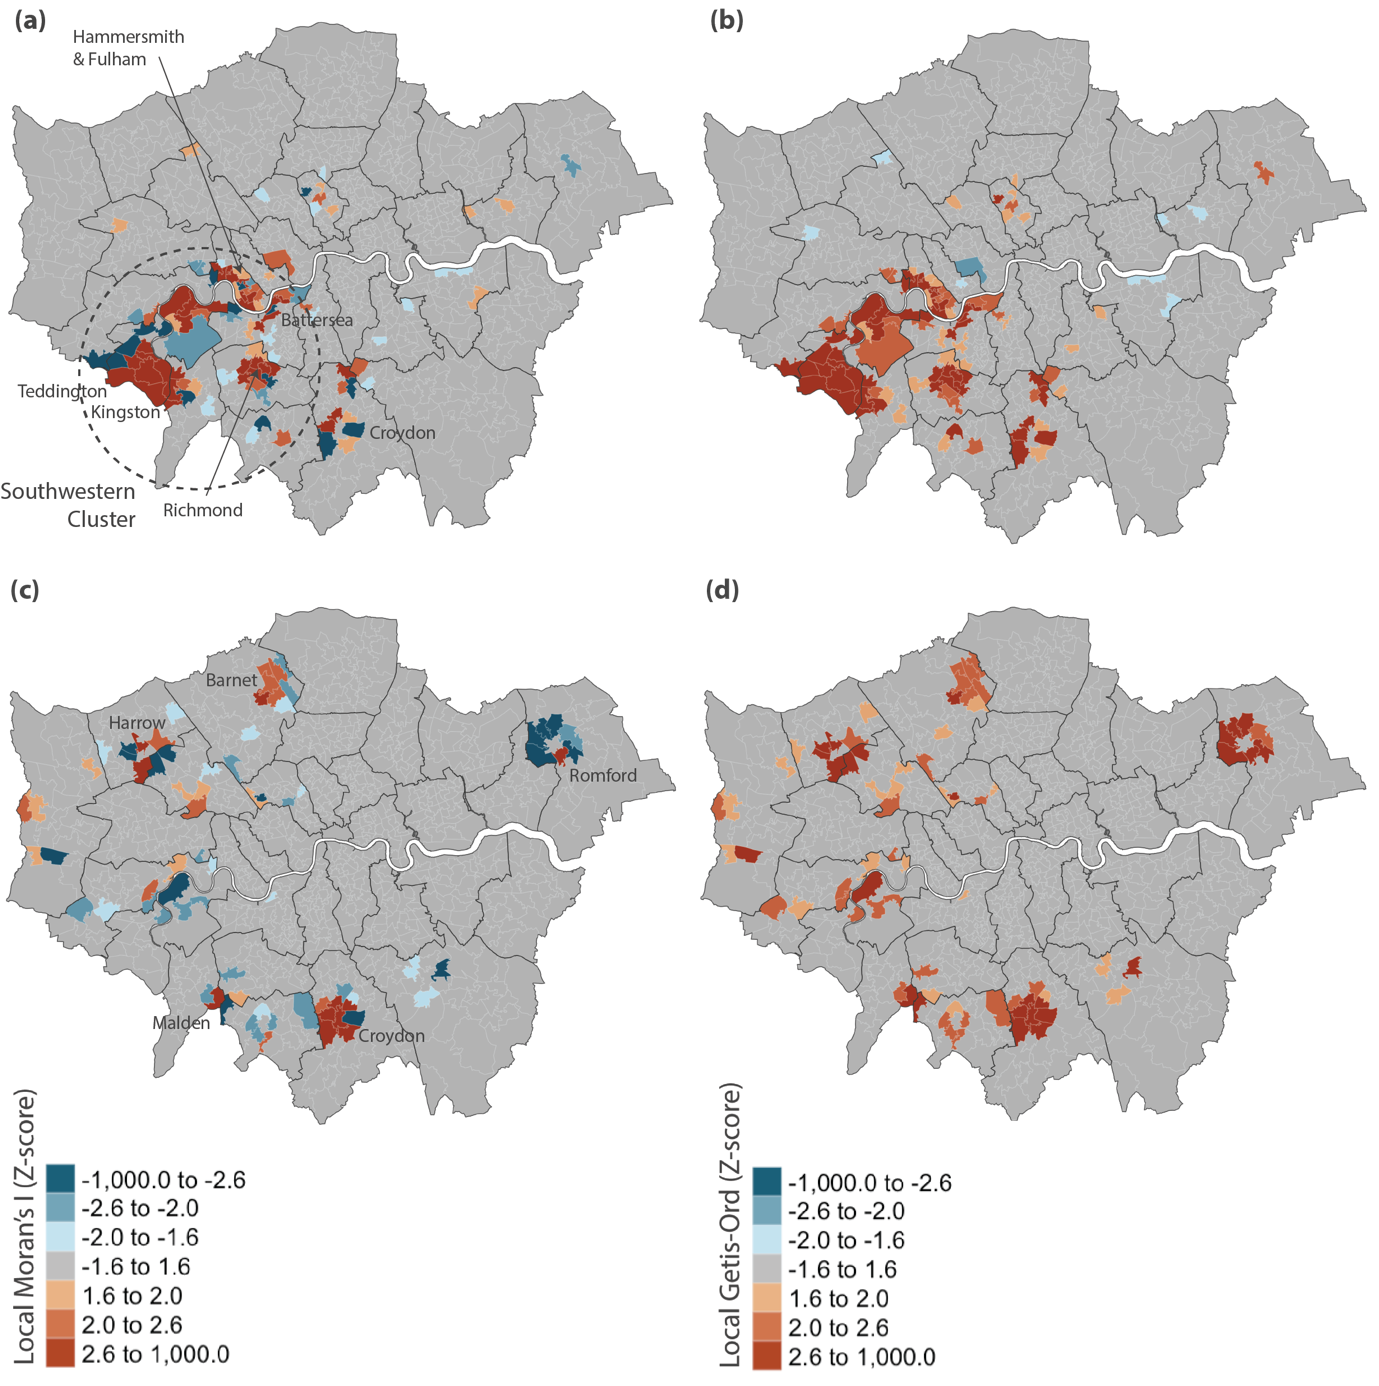 (a)
Hammersmith
& Fulham
Battersea
Teddington
Kingston
Croydon
Southwestern
Cluster
Richmond
(b)
(c)
Barnet
Harrow
Romford
Malden
Croydon
Local Moran's I (Z-score)
-1,000.0 to -2.6
-2.6 to -2.0
-2.0 to -1.6
-1.6 to 1.6
1.6 to 2.0
2.0 to 2.6
2.6 to 1,000.0
(d)
Local Getis-Ord (Z-score)
-1,000.0 to -2.6
-2.6 to -2.0
-2.0 to -1.6
-1.6 to 1.6
1.6 to 2.0
2.0 to 2.6
2.6 to 1,000.0